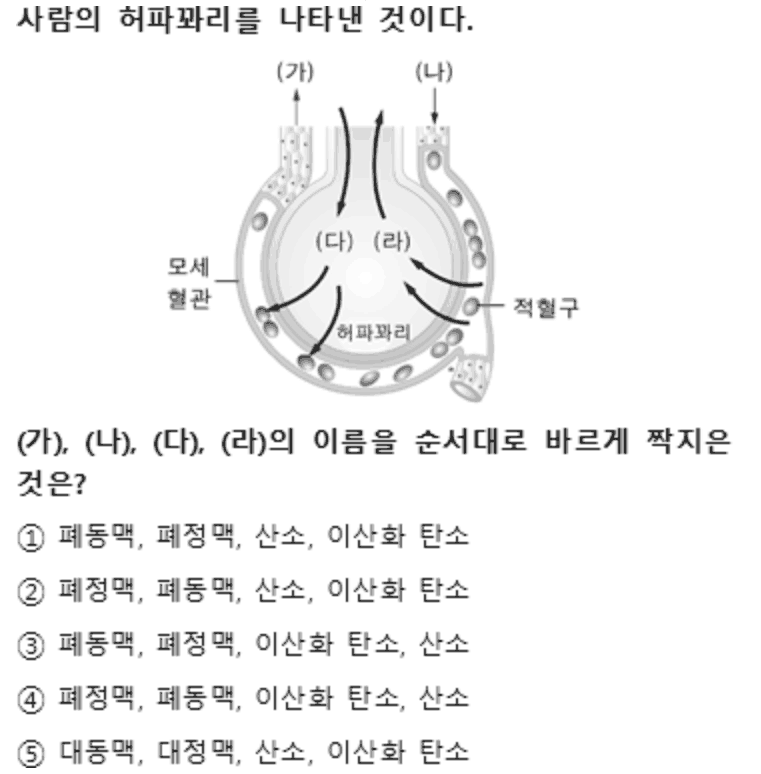 사람의 허파꽈리를 나타낸 것이다.
(가)
(나)
(다) (라)
모세
혈관
적혈구
허파꽈리
(가), (나), (다), (라)의 이름을 순서대로 바르게 짝지은
것은?
① 폐동맥, 폐정맥, 산소, 이산화 탄소
② 폐정맥, 폐동맥, 산소, 이산화 탄소
③ 폐동맥, 폐정맥, 이산화 탄소, 산소
④ 폐정맥, 폐동맥, 이산화 탄소, 산소
⑤ 대동맥, 대정맥, 산소, 이산화 탄소